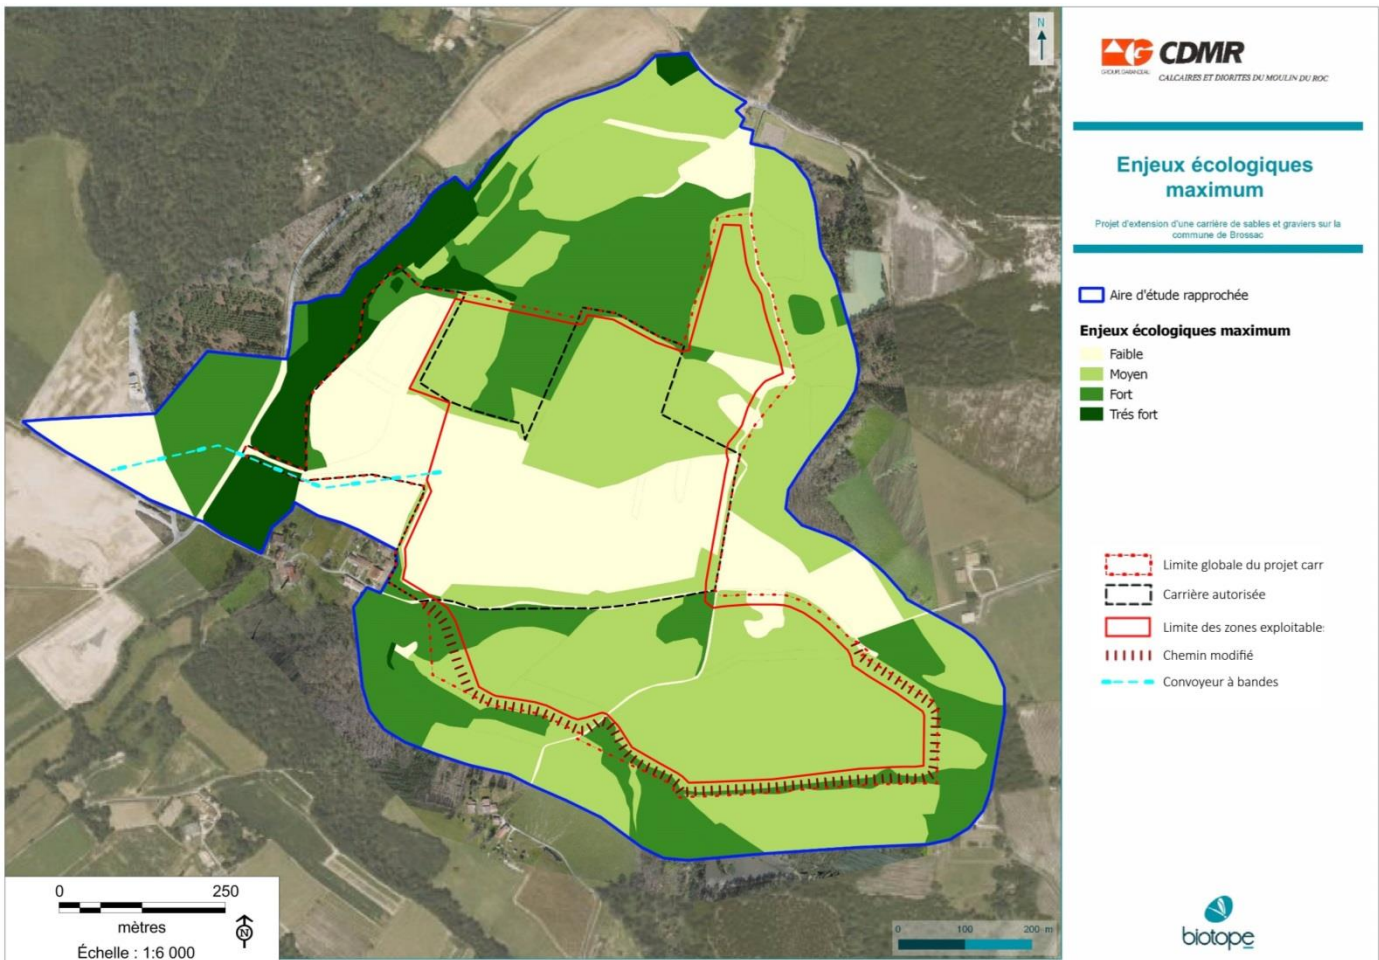 N
CDMR
CALCAIRES ET DIORITES DU MOULIN DU ROC
Enjeux écologiques
maximum
Projet d'extension d'une carrière de sables et graviers sur la
commune de Brossac
Aire d'étude rapprochée
Enjeux écologiques maximum
Faible
Moyen
Fort
Trés fort
Limite globale du projet carr
Carrière autorisée
Limite des zones exploitable:
Chemin modifié
Convoyeur à bandes
0 250
mètres
Échelle : 1:6 000
N
0 100 200 m
biotope